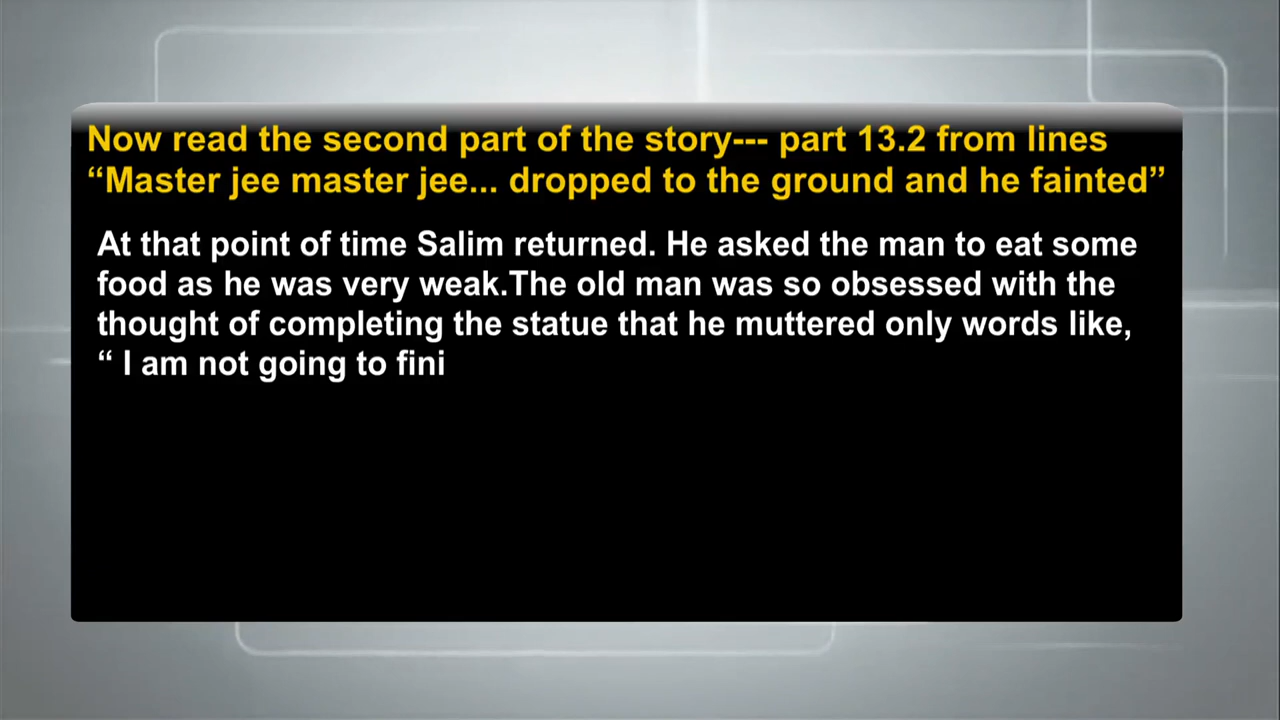 Now read the second part of the story--- part 13.2 from lines
“Master jee master jee... dropped to the ground and he fainted”
At that point of time Salim returned. He asked the man to eat some
food as he was very weak.The old man was so obsessed with the
thought of completing the statue that he muttered only words like,
“ I am not going to fini